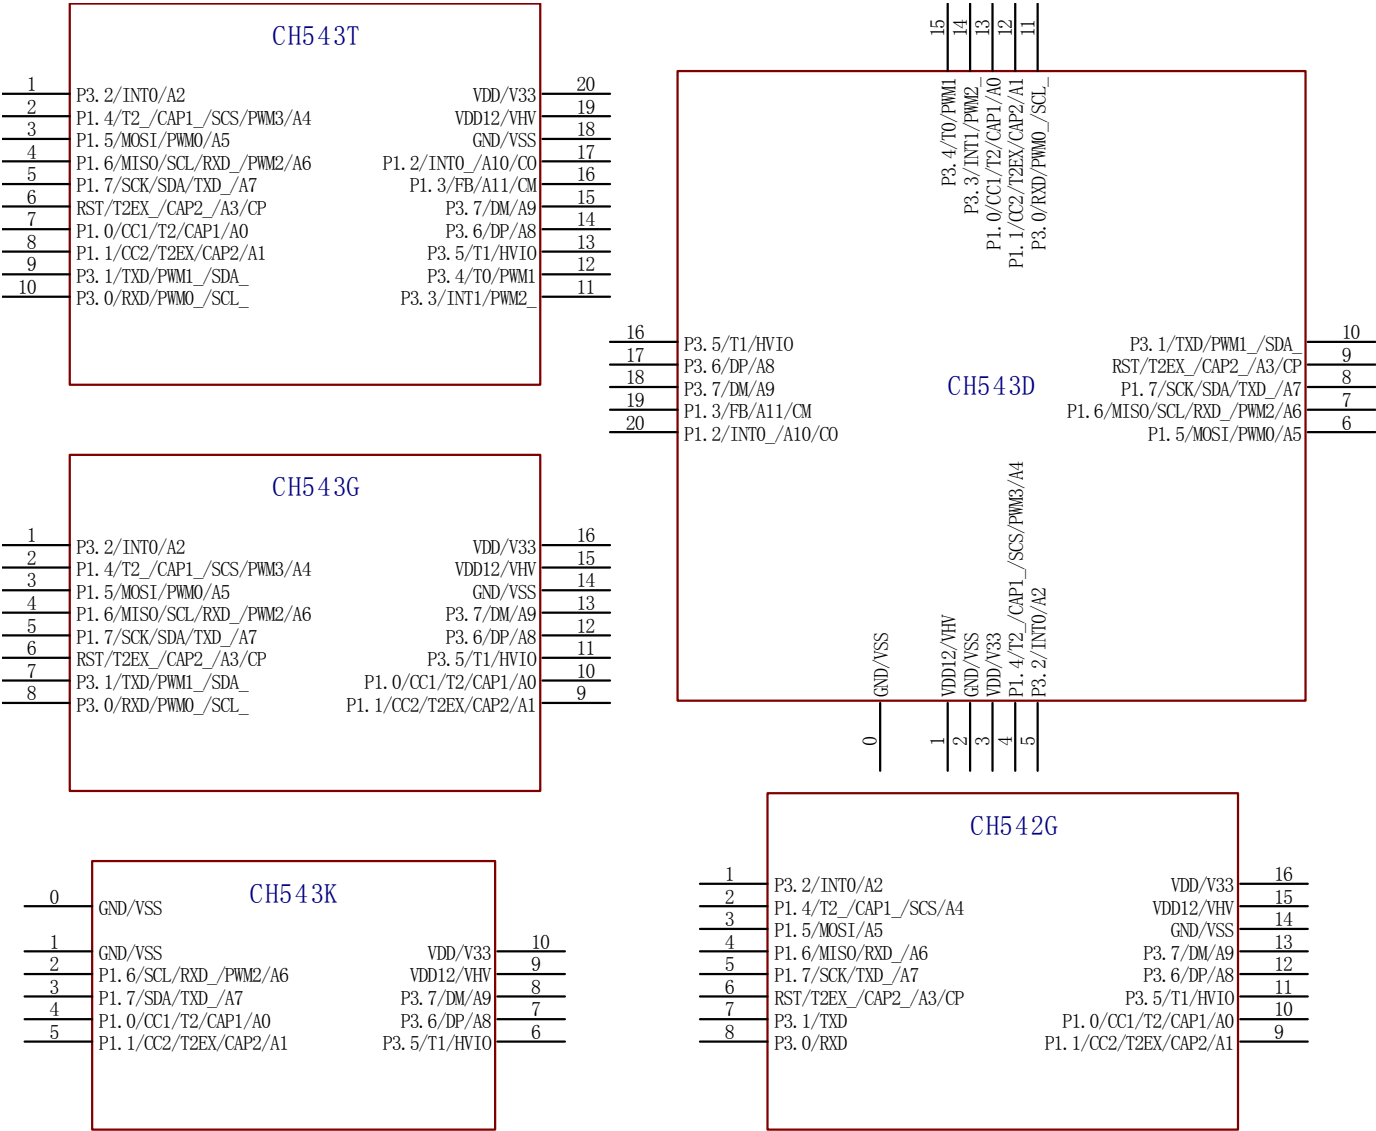 CH543T
1 P3.2/INT0/A2
2 P1.4/T2_/CAP1_/SCS/PWM3/A4
3 P1.5/MOSI/PWM0/A5
4 P1.6/MISO/SCL/RXD_/PWM2/A6
5 P1.7/SCK/SDA/TXD_/A7
6 RST/T2EX_/CAP2_/A3/CP
7 P1.0/CC1/T2/CAP1/A0
8 P1.1/CC2/T2EX/CAP2/A1
9 P3.1/TXD/PWM1_/SDA_
10 P3.0/RXD/PWM0_/SCL_
VDD/V33 20
VDD12/VHV 19
GND/VSS 18
P1.2/INT0_/A10/CO 17
P1.3/FB/A11/CM 16
P3.7/DM/A9 15
P3.6/DP/A8 14
P3.5/T1/HVIO 13
P3.4/T0/PWM1 12
P3.3/INT1/PWM2_ 11
CH543D
15 P3.4/T0/PWM1
14 P3.3/INT1/PWM2_
13 P1.0/CC1/T2/CAP1/A0
12 P1.1/CC2/T2EX/CAP2/A1
11 P3.0/RXD/PWM0_/SCL_
16 P3.5/T1/HVIO
17 P3.6/DP/A8
18 P3.7/DM/A9
19 P1.3/FB/A11/CM
20 P1.2/INT0_/A10/CO
P3.1/TXD/PWM1_/SDA_ 10
RST/T2EX_/CAP2_/A3/CP 9
P1.7/SCK/SDA/TXD_/A7 8
P1.6/MISO/SCL/RXD_/PWM2/A6 7
P1.5/MOSI/PWM0/A5 6
0 GND/VSS
1 VDD12/VHV
2 GND/VSS
3 VDD/V33
4 P1.4/T2_/CAP1_/SCS/PWM3/A4
5 P3.2/INT0/A2
CH543G
1 P3.2/INT0/A2
2 P1.4/T2_/CAP1_/SCS/PWM3/A4
3 P1.5/MOSI/PWM0/A5
4 P1.6/MISO/SCL/RXD_/PWM2/A6
5 P1.7/SCK/SDA/TXD_/A7
6 RST/T2EX_/CAP2_/A3/CP
7 P3.1/TXD/PWM1_/SDA_
8 P3.0/RXD/PWM0_/SCL_
VDD/V33 16
VDD12/VHV 15
GND/VSS 14
P3.7/DM/A9 13
P3.6/DP/A8 12
P3.5/T1/HVIO 11
P1.0/CC1/T2/CAP1/A0 10
P1.1/CC2/T2EX/CAP2/A1 9
CH543K
0 GND/VSS
1 GND/VSS
2 P1.6/SCL/RXD_/PWM2/A6
3 P1.7/SDA/TXD_/A7
4 P1.0/CC1/T2/CAP1/A0
5 P1.1/CC2/T2EX/CAP2/A1
VDD/V33 10
VDD12/VHV 9
P3.7/DM/A9 8
P3.6/DP/A8 7
P3.5/T1/HVIO 6
CH542G
1 P3.2/INT0/A2
2 P1.4/T2_/CAP1_/SCS/A4
3 P1.5/MOSI/A5
4 P1.6/MISO/RXD_/A6
5 P1.7/SCK/TXD_/A7
6 RST/T2EX_/CAP2_/A3/CP
7 P3.1/TXD
8 P3.0/RXD
VDD/V33 16
VDD12/VHV 15
GND/VSS 14
P3.7/DM/A9 13
P3.6/DP/A8 12
P3.5/T1/HVIO 11
P1.0/CC1/T2/CAP1/A0 10
P1.1/CC2/T2EX/CAP2/A1 9